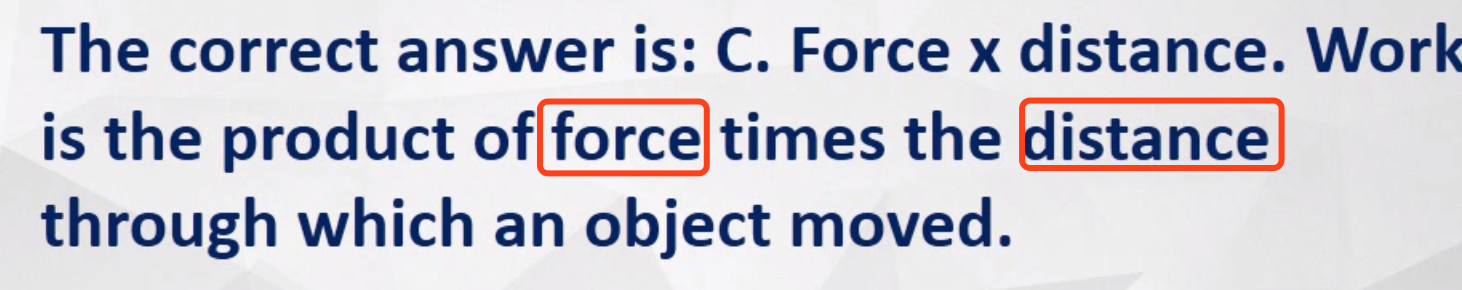 The correct answer is: C. Force x distance. Work
is the product of force times the distance
through which an object moved.